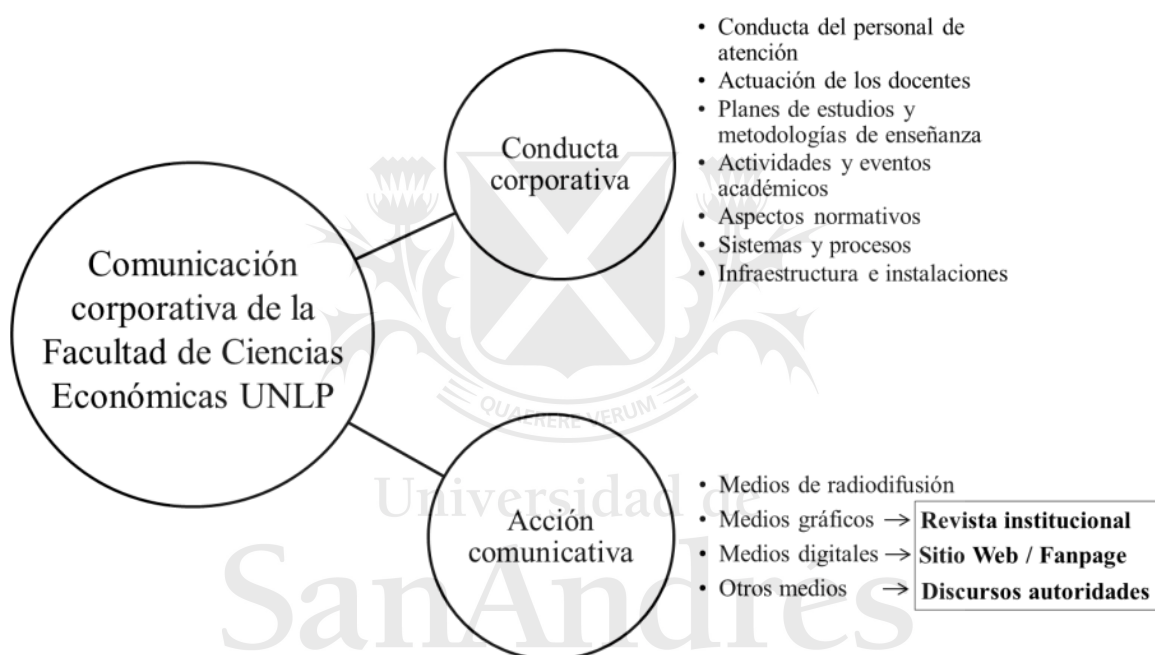 Comunicación
corporativa de la
Facultad de Ciencias
Económicas UNLP
Conducta
corporativa
• Conducta del personal de
atención
• Actuación de los docentes
• Planes de estudios y
metodologías de enseñanza
• Actividades y eventos
académicos
• Aspectos normativos
• Sistemas y procesos
• Infraestructura e instalaciones
Acción
comunicativa
• Medios de radiodifusión
• Medios gráficos → Revista institucional
• Medios digitales → Sitio Web / Fanpage
• Otros medios → Discursos autoridades
QUAERERE VERUM
Universidad de
SanAndrés